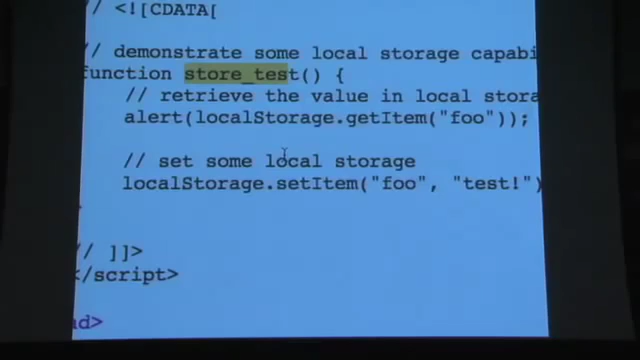 // <![CDATA[
// demonstrate some local storage capabi
function store_test() {
// retrieve the value in local stora
alert(localStorage.getItem("foo"));
// set some local storage
localStorage.setItem("foo", "test!")
// ]]>
</script>
ad>